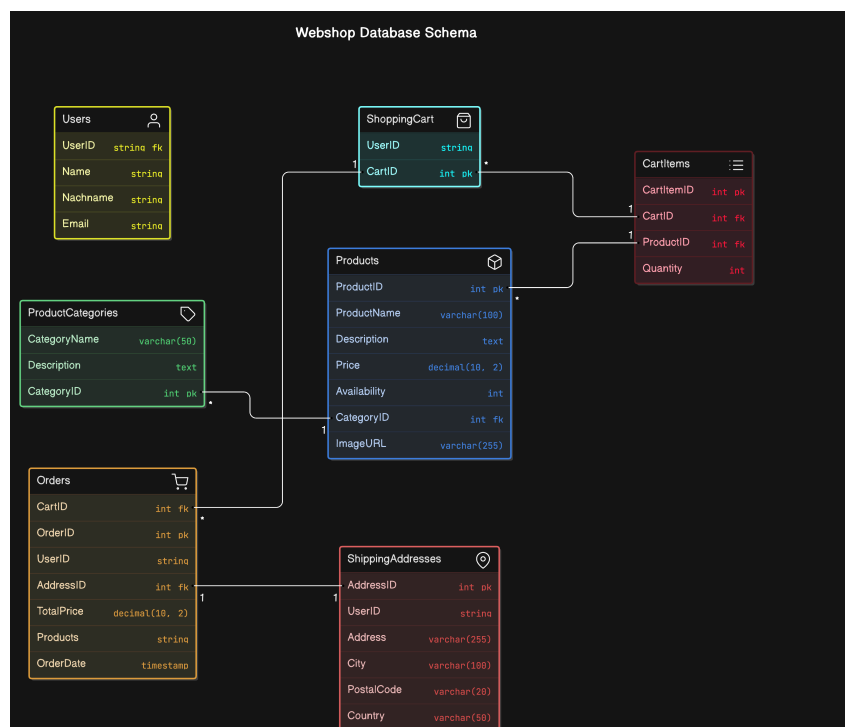 Webshop Database Schema
Users
UserID string fk
Name string
Nachname string
Email string
ShoppingCart
UserID string
1 CartID int pk *
CartItems
CartItemID int pk
1 CartID int fk
1 ProductID int fk
Quantity int
Products
ProductID int pk *
ProductName varchar(100)
Description text
Price decimal(10, 2)
Availability int
1 CategoryID int fk
ImageURL varchar(255)
ProductCategories
CategoryName varchar(50)
Description text
CategoryID int pk *
Orders
CartID int fk *
OrderID int pk
UserID string
AddressID int fk 1
TotalPrice decimal(10, 2)
Products string
OrderDate timestamp
ShippingAddresses
1 AddressID int pk
UserID string
Address varchar(255)
City varchar(100)
PostalCode varchar(20)
Country varchar(50)